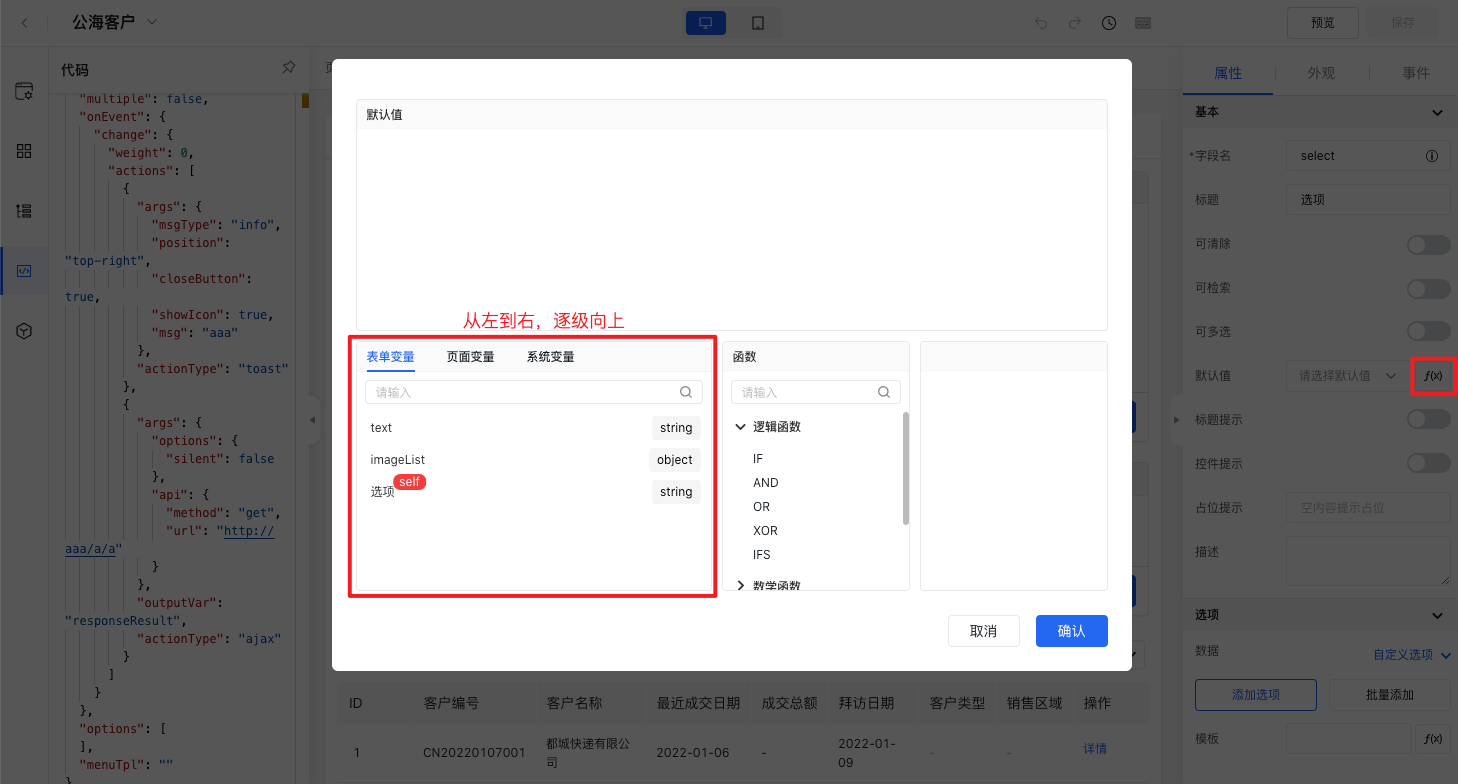 公海客户
预览
保存
代码
"multiple": false,
"onEvent": {
"change": {
"weight": 0,
"actions": [
{
"args": {
"msgType": "info",
"position":
"top-right",
"closeButton":
true,
"showIcon": true,
"msg": "aaa"
},
"actionType": "toast"
},
{
"args": {
"options": {
"silent": false
},
"api": {
"method": "get",
"url": "http://
aaa/a/a"
}
},
"outputVar":
"responseResult",
"actionType": "ajax"
}
]
}
},
"options": [
],
"menuTpl": ""
}
默认值
从左到右，逐级向上
表单变量 页面变量 系统变量
请输入
text string
imageList object
选项 self string
函数
请输入
逻辑函数
IF
AND
OR
XOR
IFS
数学函数
取消 确认
ID 客户编号 客户名称 最近成交日期 成交总额 拜访日期 客户类型 销售区域 操作
1 CN20220107001 都城快递有限公 2022-01-06 - 2022-01- - - 详情
司 09
属性 外观 事件
基本
*字段名 select
标题 选项
可清除
可检索
可多选
默认值 请选择默认值 ƒ(x)
标题提示
控件提示
占位提示 空内容提示占位
描述
选项
数据 自定义选项
添加选项 批量添加
模板 ƒ(x)